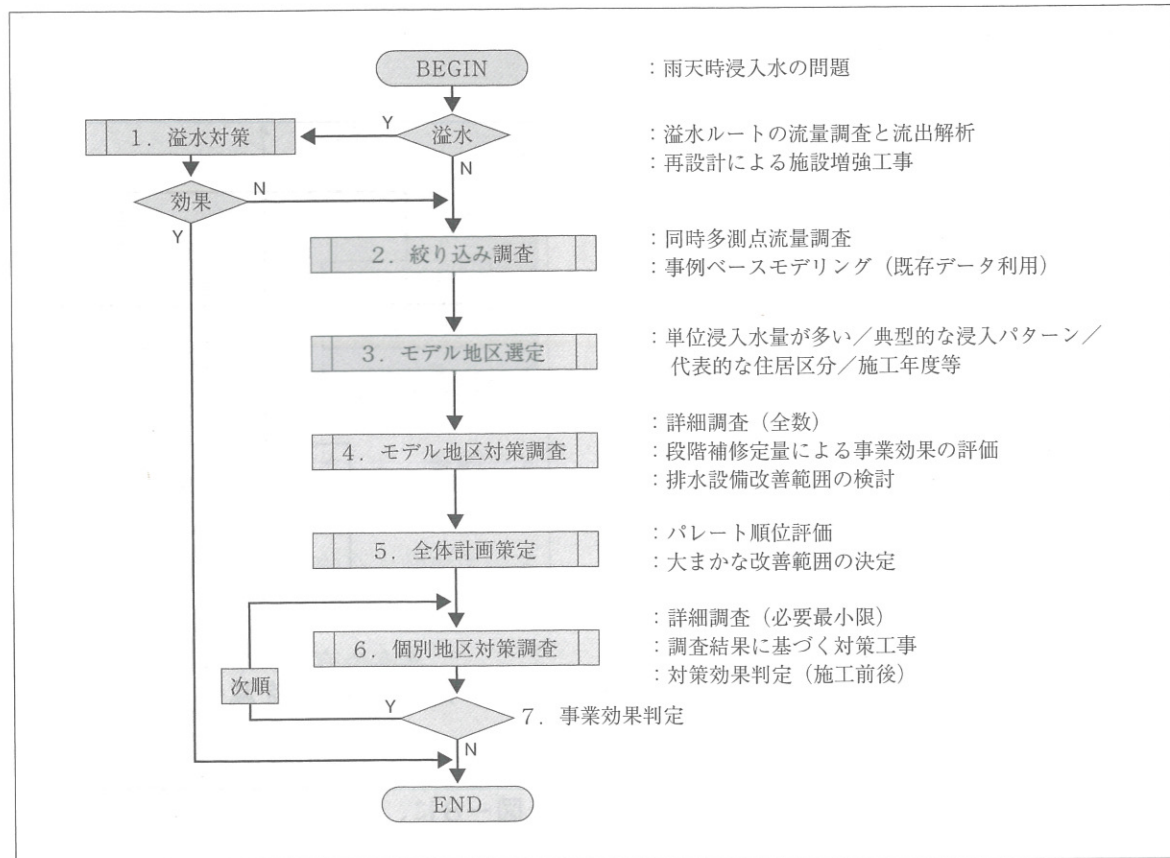 BEGIN
：雨天時浸入水の問題
1．溢水対策
Y
溢水
：溢水ルートの流量調査と流出解析
：再設計による施設増強工事
N
効果
N
Y
2．絞り込み調査
：同時多測点流量調査
：事例ベースモデリング（既存データ利用）
3．モデル地区選定
：単位浸入水量が多い／典型的な浸入パターン／
代表的な住居区分／施工年度等
4．モデル地区対策調査
：詳細調査（全数）
：段階補修定量による事業効果の評価
：排水設備改善範囲の検討
5．全体計画策定
：パレート順位評価
：大まかな改善範囲の決定
6．個別地区対策調査
：詳細調査（必要最小限）
：調査結果に基づく対策工事
：対策効果判定（施工前後）
次順
Y
7．事業効果判定
N
END